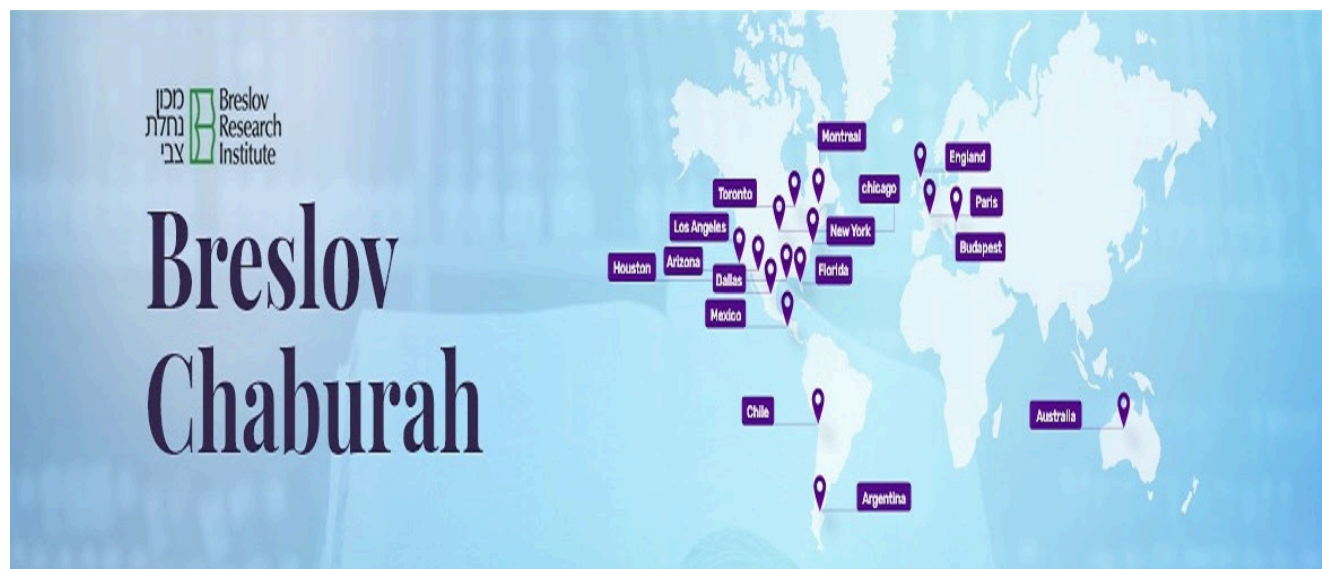 מכון
נחלת
צבי
Breslov
Research
Institute
Breslov
Chaburah
Montreal
England
Toronto
chicago
Paris
Los Angeles
New York
Budapest
Houston
Arizona
Dallas
Florida
Mexico
Chile
Australia
Argentina